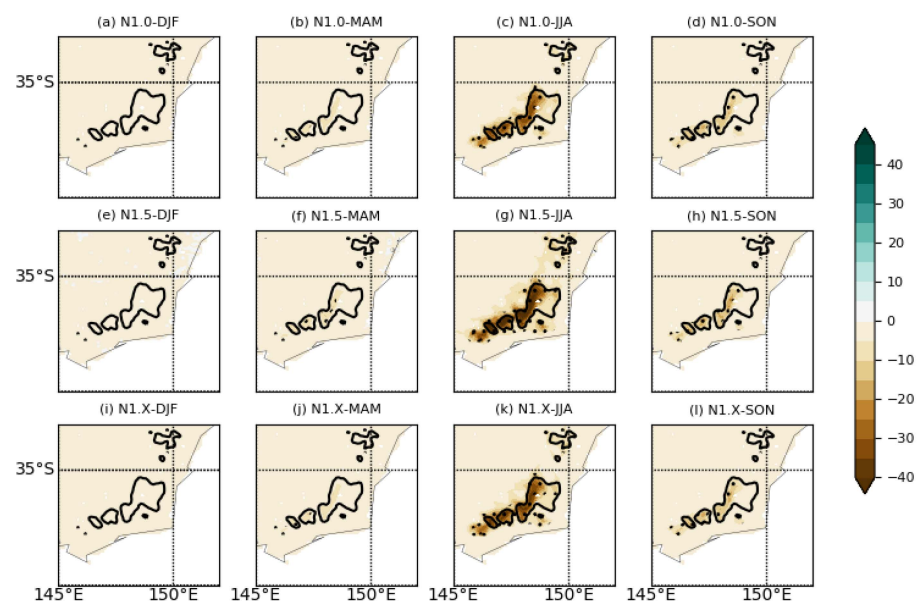 (a) N1.0-DJF (b) N1.0-MAM (c) N1.0-JJA (d) N1.0-SON
35°S
(e) N1.5-DJF (f) N1.5-MAM (g) N1.5-JJA (h) N1.5-SON
35°S
(i) N1.X-DJF (j) N1.X-MAM (k) N1.X-JJA (l) N1.X-SON
35°S
145°E 150°E 145°E 150°E 145°E 150°E 145°E 150°E
40
30
20
10
0
−10
−20
−30
−40